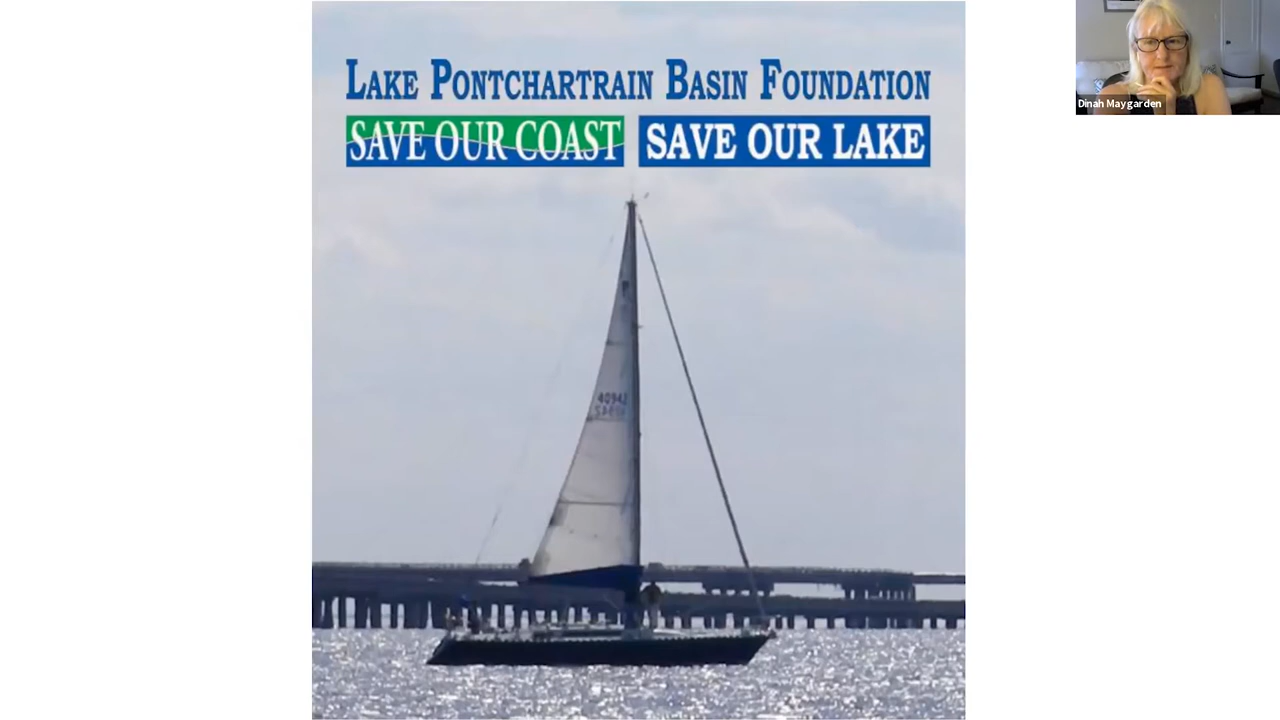 LAKE PONTCHARTRAIN BASIN FOUNDATION
SAVE OUR COAST SAVE OUR LAKE
Dinah Maygarden